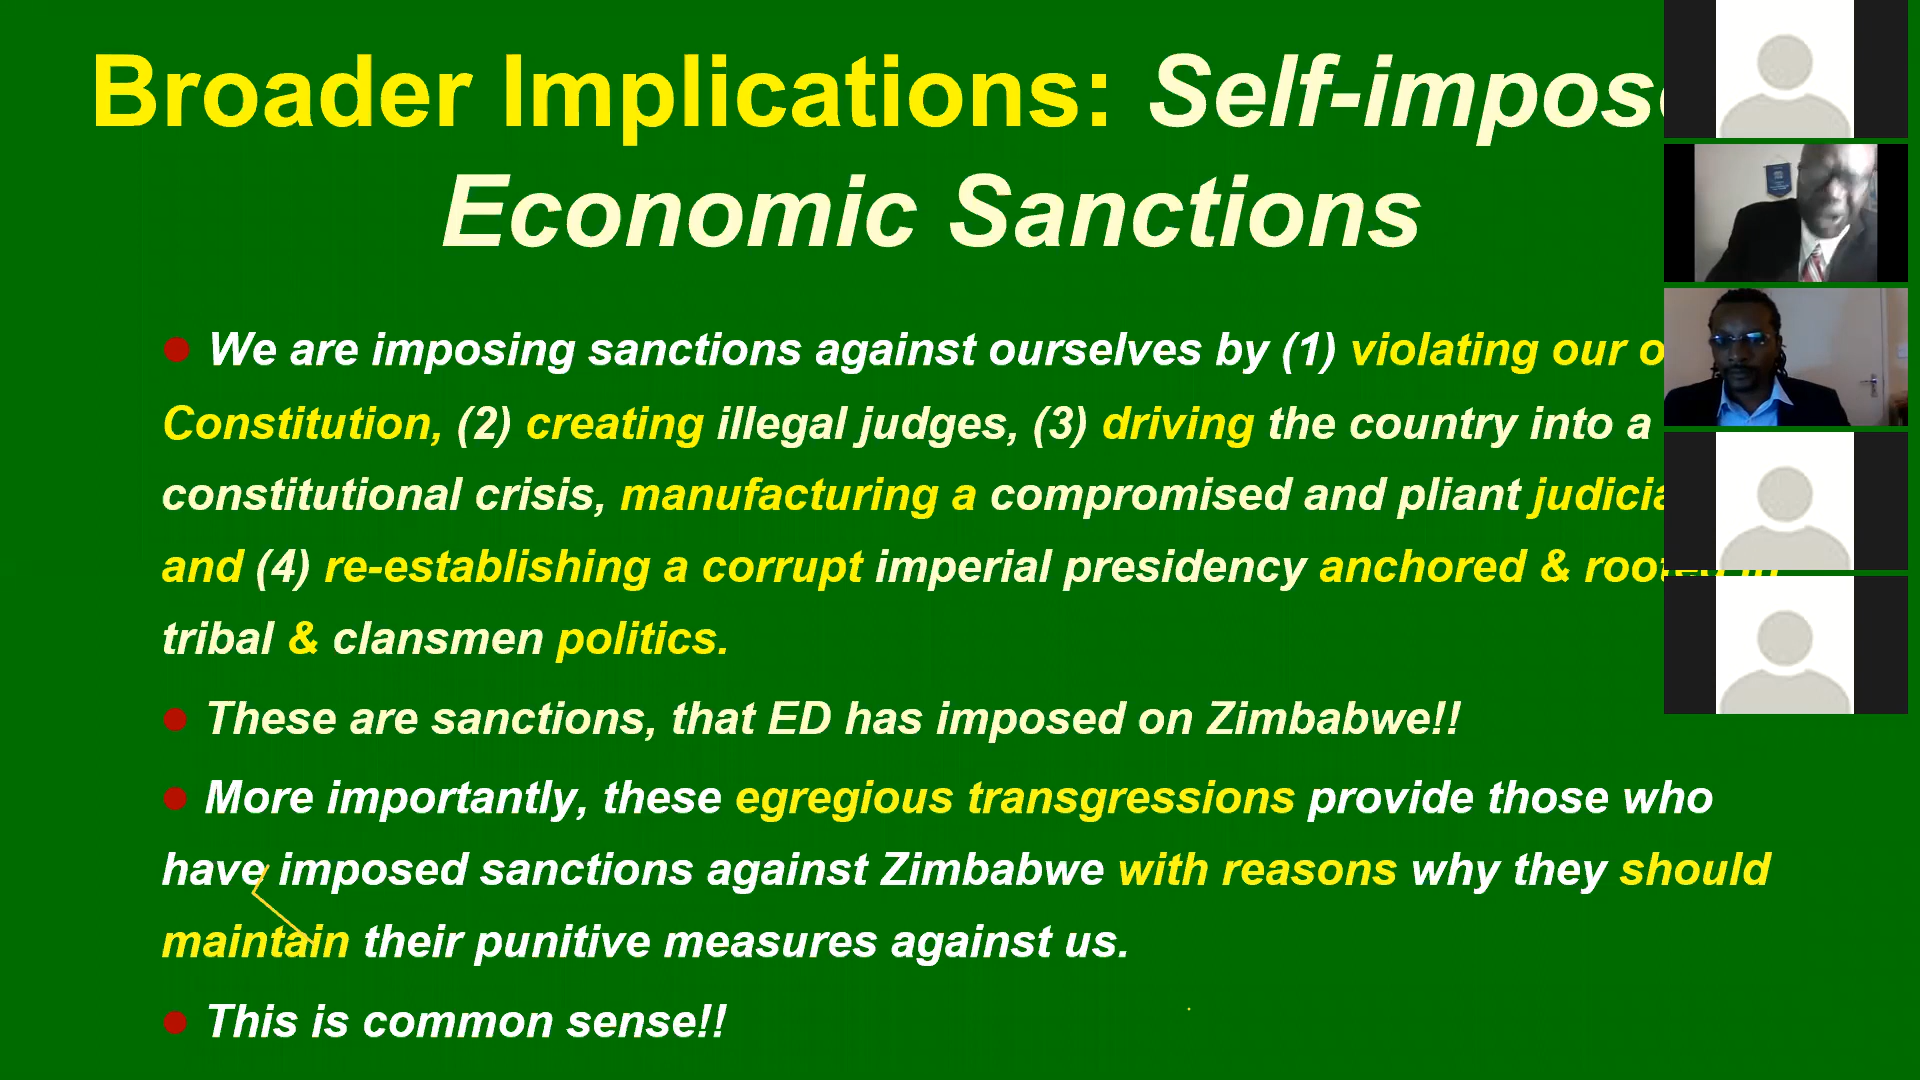 Broader Implications: Self-impos
Economic Sanctions
● We are imposing sanctions against ourselves by (1) violating our
Constitution, (2) creating illegal judges, (3) driving the country into a
constitutional crisis, manufacturing a compromised and pliant
and (4) re-establishing a corrupt imperial presidency anchored & rooted in
tribal & clansmen politics.
● These are sanctions, that ED has imposed on Zimbabwe!!
● More importantly, these egregious transgressions provide those who
have imposed sanctions against Zimbabwe with reasons why they should
maintain their punitive measures against us.
● This is common sense!!